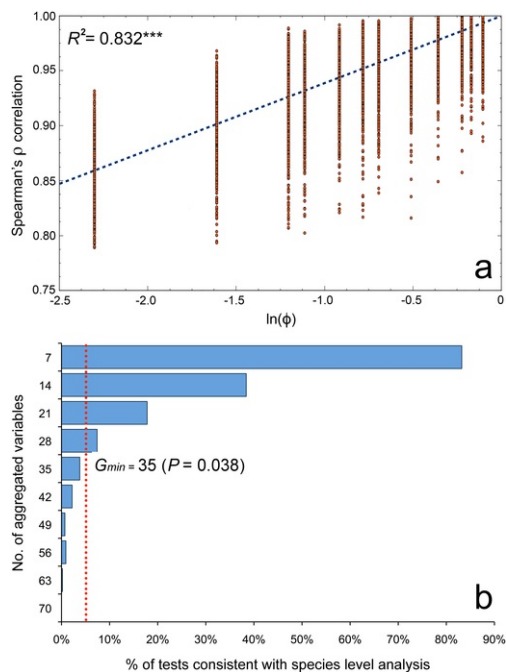 R²= 0.832***
Spearman's ρ correlation
1.00
0.95
0.90
0.85
0.80
0.75
-2.5
-2.0
-1.5
-1.0
-0.5
0
ln(ϕ)
a
No. of aggregated variables
7
14
21
28
35
42
49
56
63
70
Gmin = 35 (P = 0.038)
b
0% 10% 20% 30% 40% 50% 60% 70% 80% 90%
% of tests consistent with species level analysis